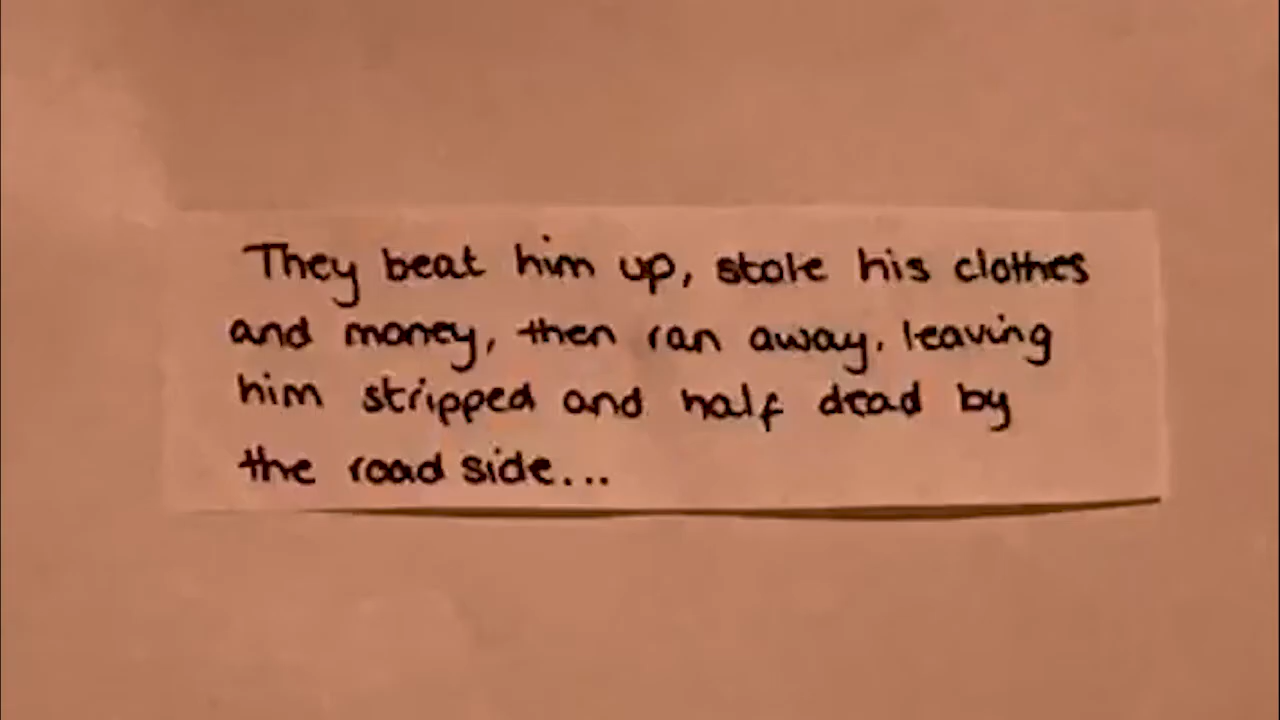 They beat him up, stole his clothes
and money, then ran away, leaving
him stripped and half dead by
the road side...